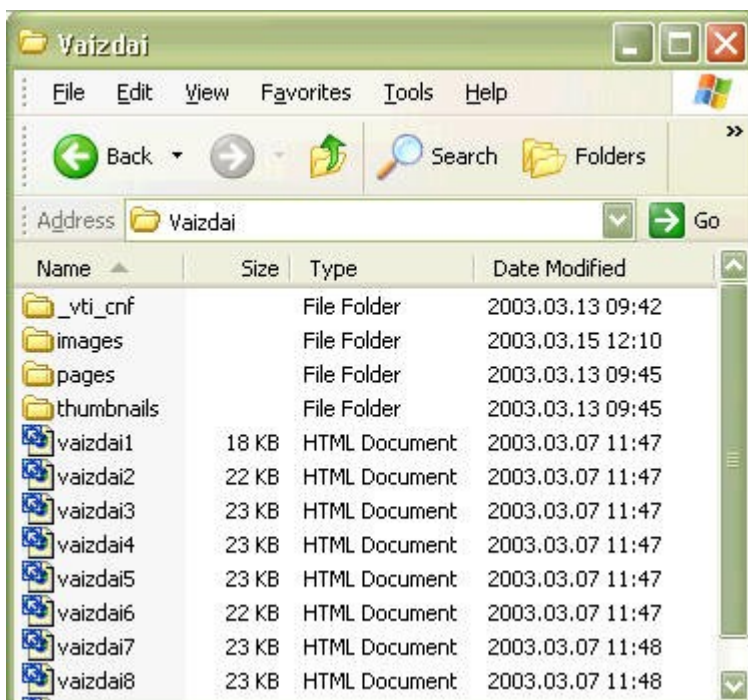 Vaizdai
File Edit View Favorites Tools Help
Back Search Folders »
Address Vaizdai Go
Name Size Type Date Modified
_vti_cnf File Folder 2003.03.13 09:42
images File Folder 2003.03.15 12:10
pages File Folder 2003.03.13 09:45
thumbnails File Folder 2003.03.13 09:45
vaizdai1 18 KB HTML Document 2003.03.07 11:47
vaizdai2 22 KB HTML Document 2003.03.07 11:47
vaizdai3 23 KB HTML Document 2003.03.07 11:47
vaizdai4 23 KB HTML Document 2003.03.07 11:47
vaizdai5 23 KB HTML Document 2003.03.07 11:47
vaizdai6 22 KB HTML Document 2003.03.07 11:47
vaizdai7 23 KB HTML Document 2003.03.07 11:48
vaizdai8 23 KB HTML Document 2003.03.07 11:48